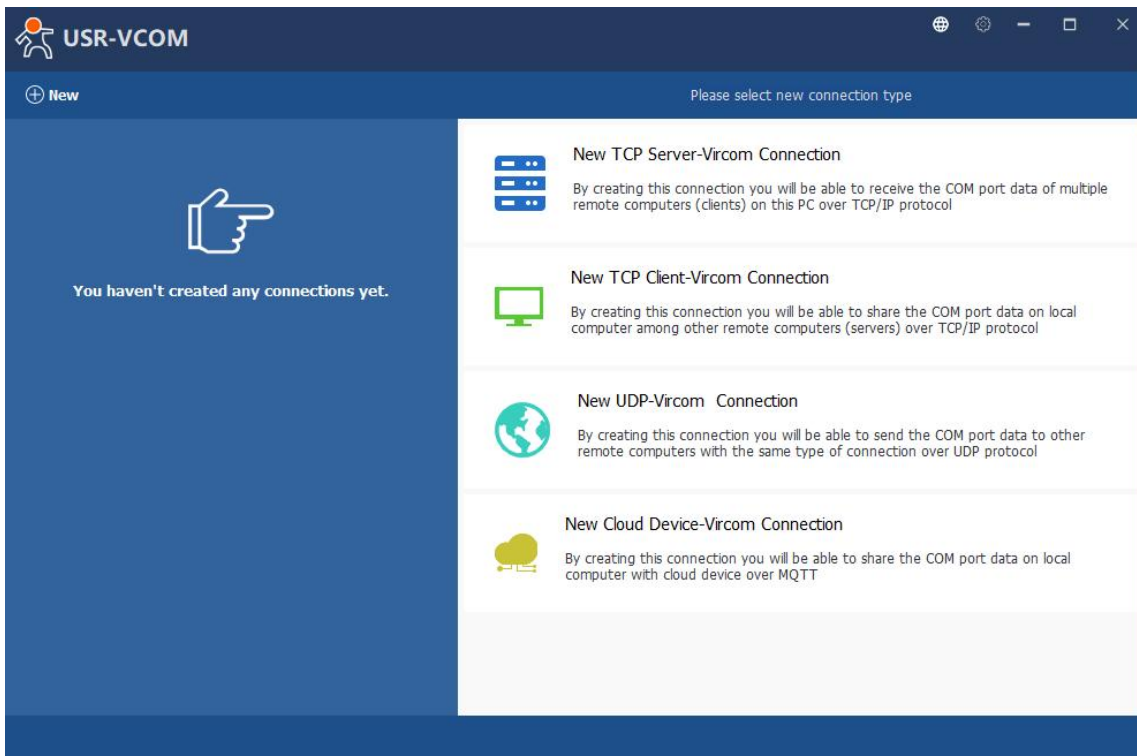 USR-VCOM
New
Please select new connection type
You haven't created any connections yet.
New TCP Server-Vircom Connection
By creating this connection you will be able to receive the COM port data of multiple
remote computers (clients) on this PC over TCP/IP protocol
New TCP Client-Vircom Connection
By creating this connection you will be able to share the COM port data on local
computer among other remote computers (servers) over TCP/IP protocol
New UDP-Vircom  Connection
By creating this connection you will be able to send the COM port data to other
remote computers with the same type of connection over UDP protocol
New Cloud Device-Vircom Connection
By creating this connection you will be able to share the COM port data on local
computer with cloud device over MQTT